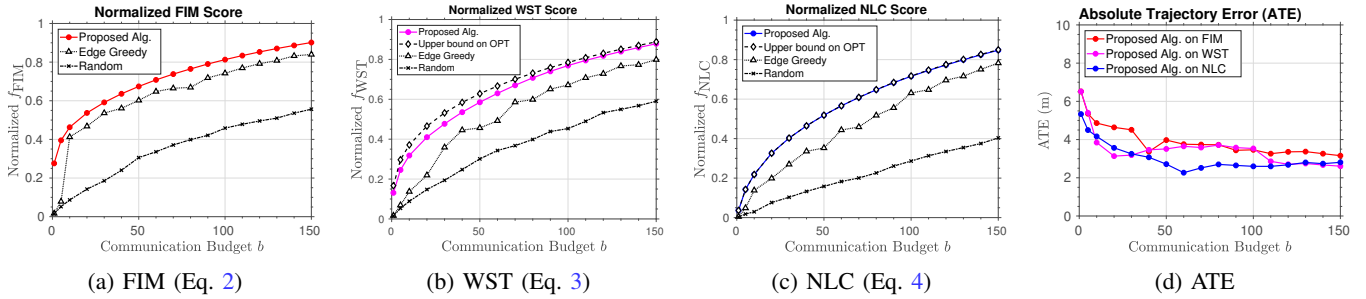 Normalized FIM Score
Normalized f_FIM
1
0.8
0.6
0.4
0.2
0
Proposed Alg.
Edge Greedy
Random
0 50 100 150
Communication Budget b
(a) FIM (Eq. 2)
Normalized WST Score
Normalized f_WST
1
0.8
0.6
0.4
0.2
0
Proposed Alg.
Upper bound on OPT
Edge Greedy
Random
0 50 100 150
Communication Budget b
(b) WST (Eq. 3)
Normalized NLC Score
Normalized f_NLC
1
0.8
0.6
0.4
0.2
0
Proposed Alg.
Upper bound on OPT
Edge Greedy
Random
0 50 100 150
Communication Budget b
(c) NLC (Eq. 4)
Absolute Trajectory Error (ATE)
ATE (m)
10
8
6
4
2
0
Proposed Alg. on FIM
Proposed Alg. on WST
Proposed Alg. on NLC
0 50 100 150
Communication Budget b
(d) ATE